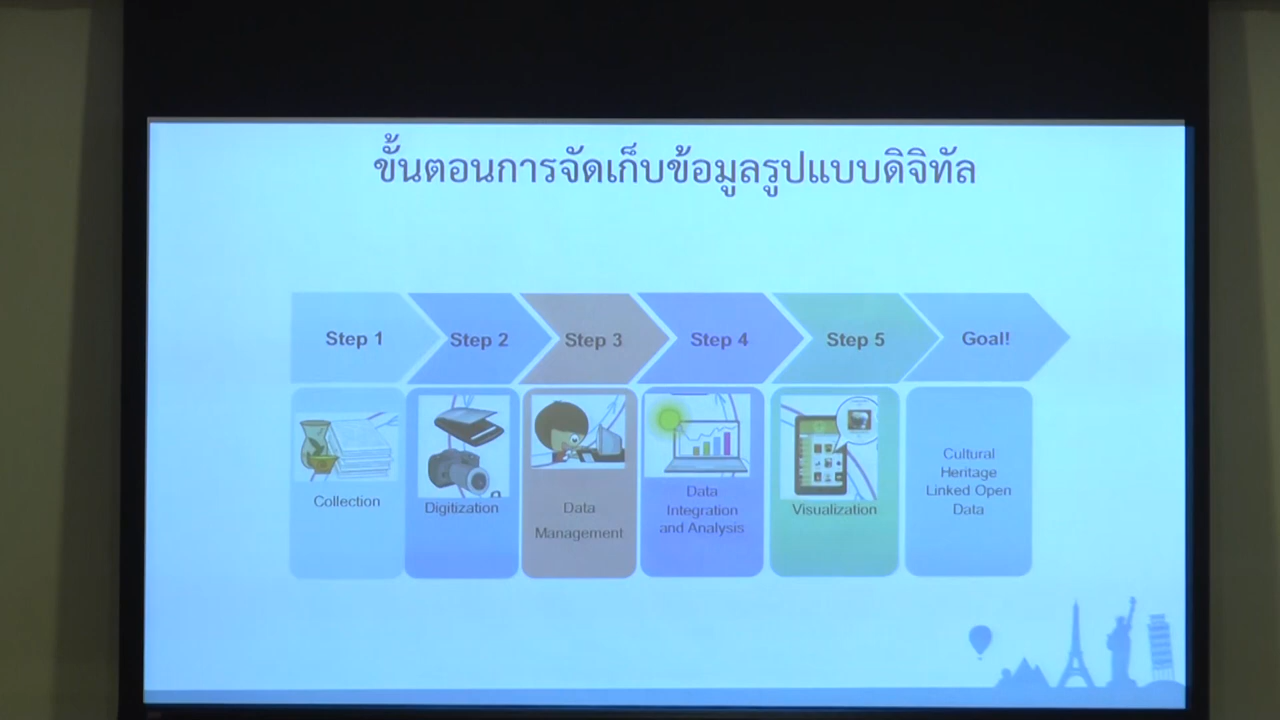 ขั้นตอนการจัดเก็บข้อมูลรูปแบบดิจิทัล
Step 1
Step 2
Step 3
Step 4
Step 5
Goal!
Collection
Digitization
Data
Management
Data
Integration
and Analysis
Visualization
Cultural
Heritage
Linked Open
Data